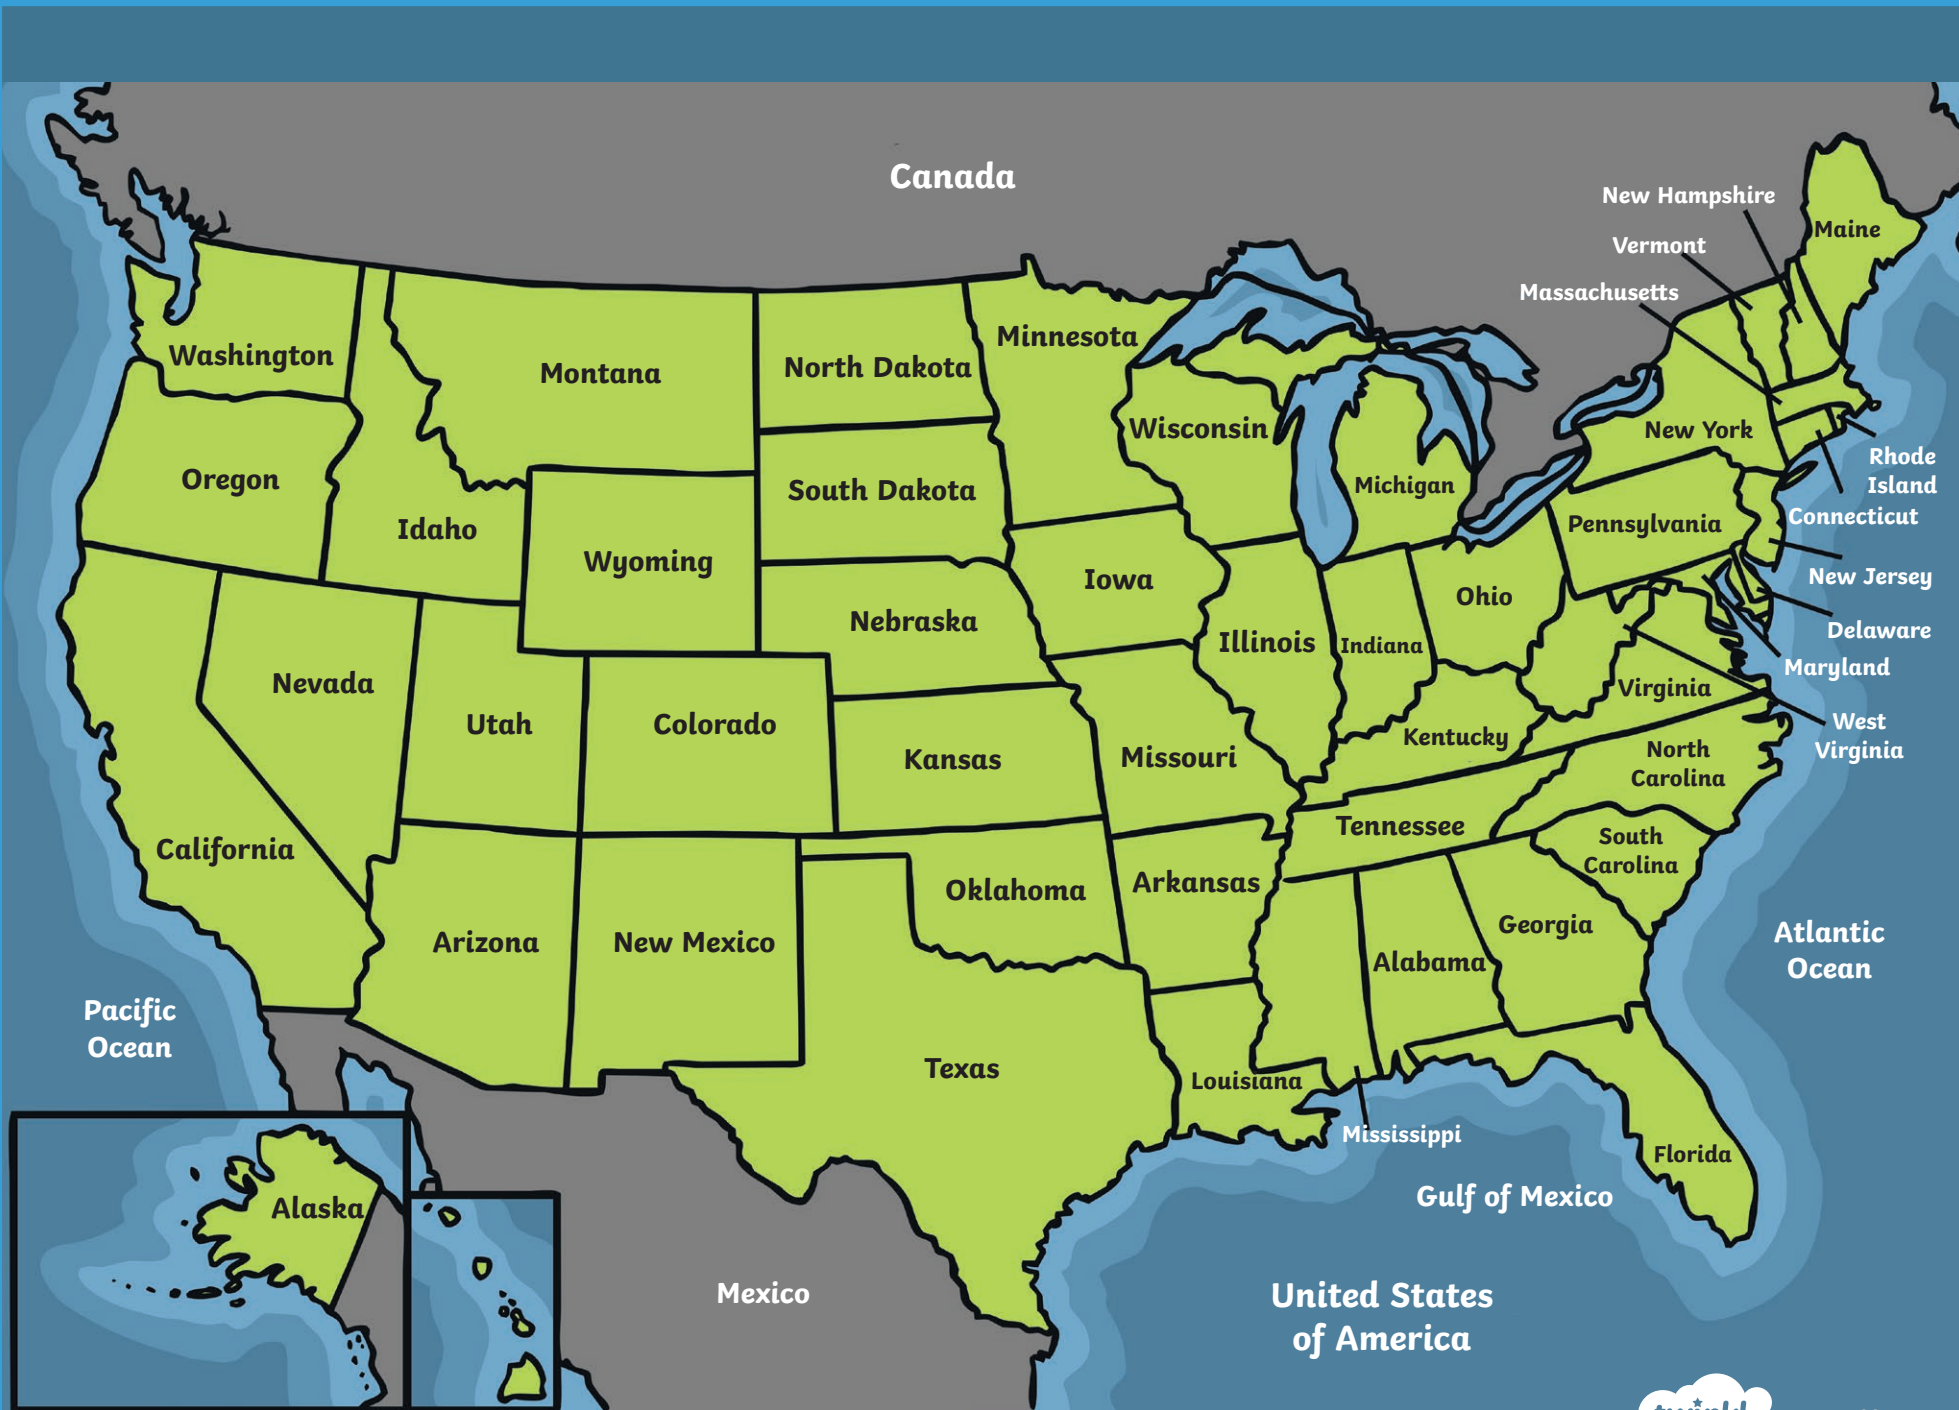 Canada
New Hampshire
Maine
Vermont
Massachusetts
Washington
Montana
North Dakota
Minnesota
Wisconsin
Michigan
New York
Rhode
Island
Oregon
Idaho
South Dakota
Pennsylvania
Connecticut
Wyoming
Iowa
Ohio
New Jersey
Nebraska
Illinois
Indiana
Delaware
Maryland
Nevada
Utah
Colorado
Kansas
Missouri
Kentucky
Virginia
West
Virginia
North
Carolina
California
Tennessee
South
Carolina
Oklahoma
Arkansas
Arizona
New Mexico
Alabama
Georgia
Atlantic
Ocean
Pacific
Ocean
Texas
Louisiana
Mississippi
Florida
Alaska
Gulf of Mexico
Mexico
United States
of America
twinkl